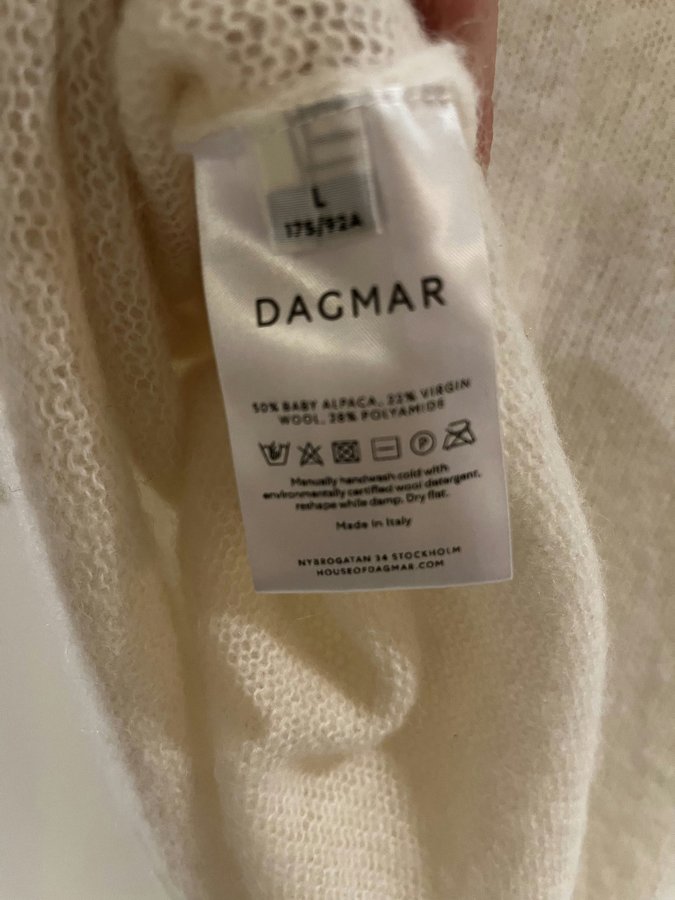 L
175/92A
DAGMAR
50% BABY ALPACA, 22% VIRGIN
WOOL, 28% POLYAMIDE
P
Manually handwash cold with
environmentally certified wool detergent,
reshape while damp. Dry flat.
Made in Italy
NYBROGATAN 34 STOCKHOLM
HOUSEOFDAGMAR.COM